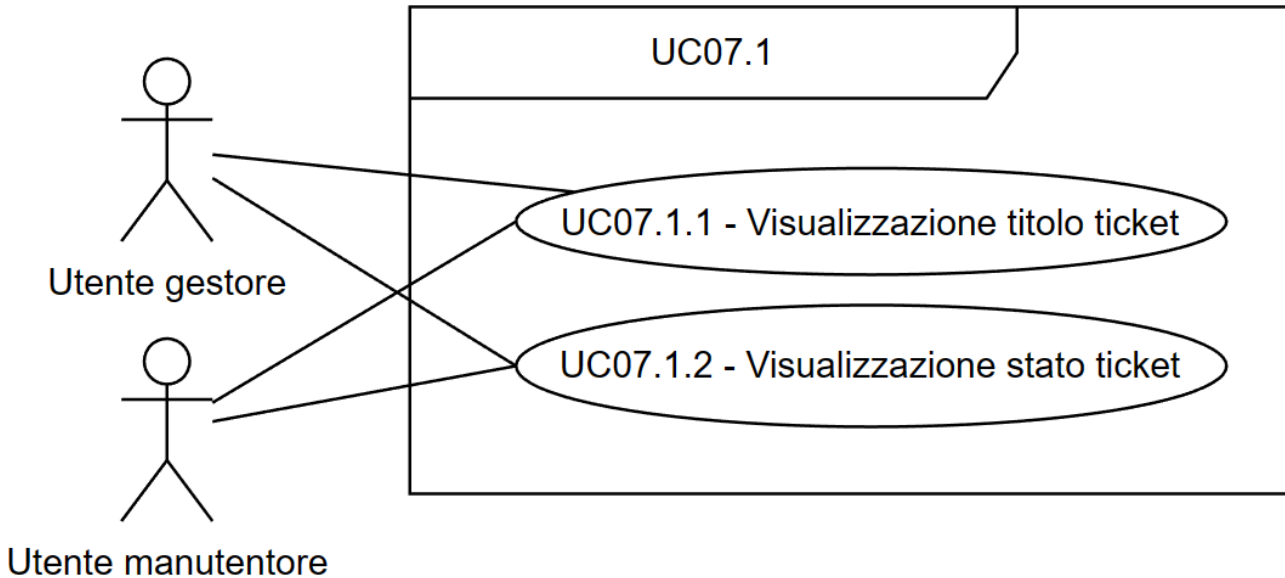 UC07.1
UC07.1.1 - Visualizzazione titolo ticket
Utente gestore
UC07.1.2 - Visualizzazione stato ticket
Utente manutentore